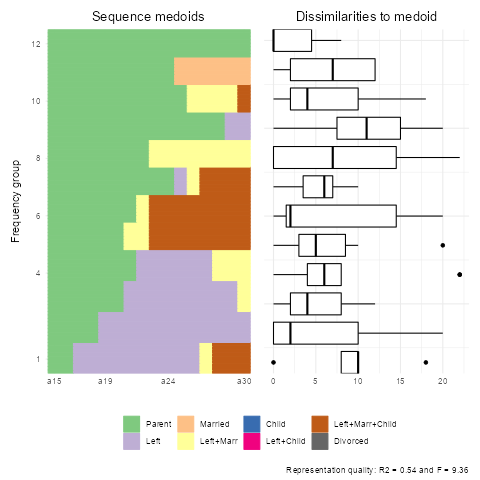 Sequence medoids
Dissimilarities to medoid
Frequency group
12
10
8
6
4
1
a15 a19 a24 a30
0 5 10 15 20
Parent Married Child Left+Marr+Child
Left Left+Marr Left+Child Divorced
Representation quality: R2 = 0.54 and F = 9.36